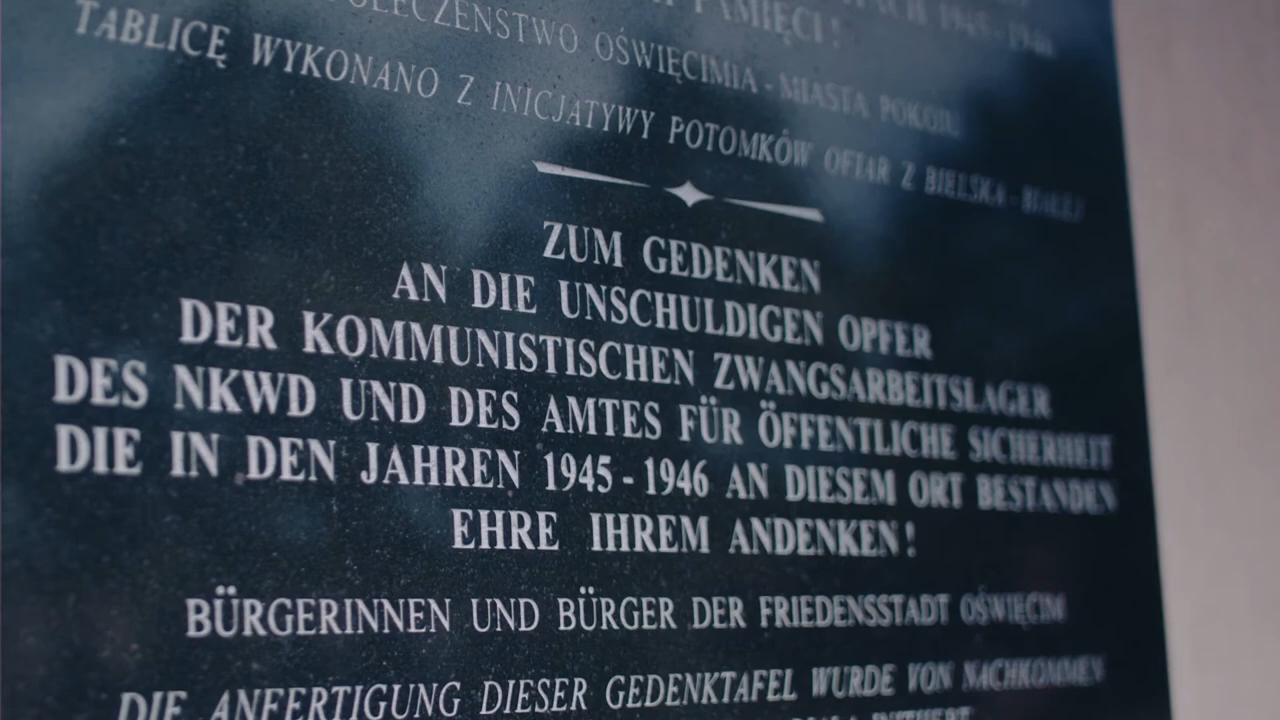 PAMIĘCI!
SPOŁECZEŃSTWO OŚWIĘCIMIA - MIASTA POKOJU
TABLICĘ WYKONANO Z INICJATYWY POTOMKÓW OFIAR Z BIELSKA - BIAŁEJ
ZUM GEDENKEN
AN DIE UNSCHULDIGEN OPFER
DER KOMMUNISTISCHEN ZWANGSARBEITSLAGER
DES NKWD UND DES AMTES FÜR ÖFFENTLICHE SICHERHEIT
DIE IN DEN JAHREN 1945 - 1946 AN DIESEM ORT BESTANDEN
EHRE IHREM ANDENKEN!
BÜRGERINNEN UND BÜRGER DER FRIEDENSSTADT OŚWIĘCIM
DIE ANFERTIGUNG DIESER GEDENKTAFEL WURDE VON NACHKOMMEN